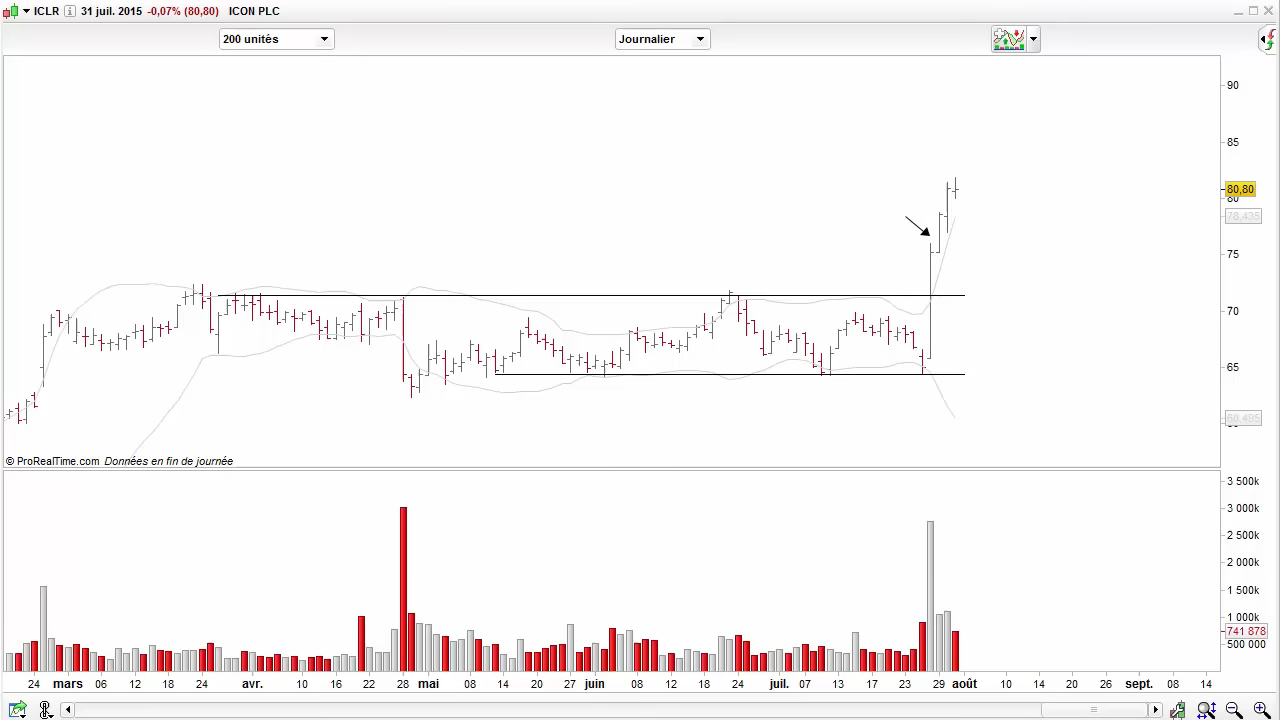 ICLR i 31 juil. 2015 -0,07% (80,80) ICON PLC
200 unités Journalier
90
85
80,80
80
78,435
75
70
65
60,485
© ProRealTime.com Données en fin de journée
3 500k
3 000k
2 500k
2 000k
1 500k
1 000k
741 878
500 000
24 mars 06 12 18 24 avr. 10 16 22 28 mai 08 14 20 27 juin 08 12 18 24 juil. 07 13 17 23 29 août 10 14 20 26 sept. 08 14